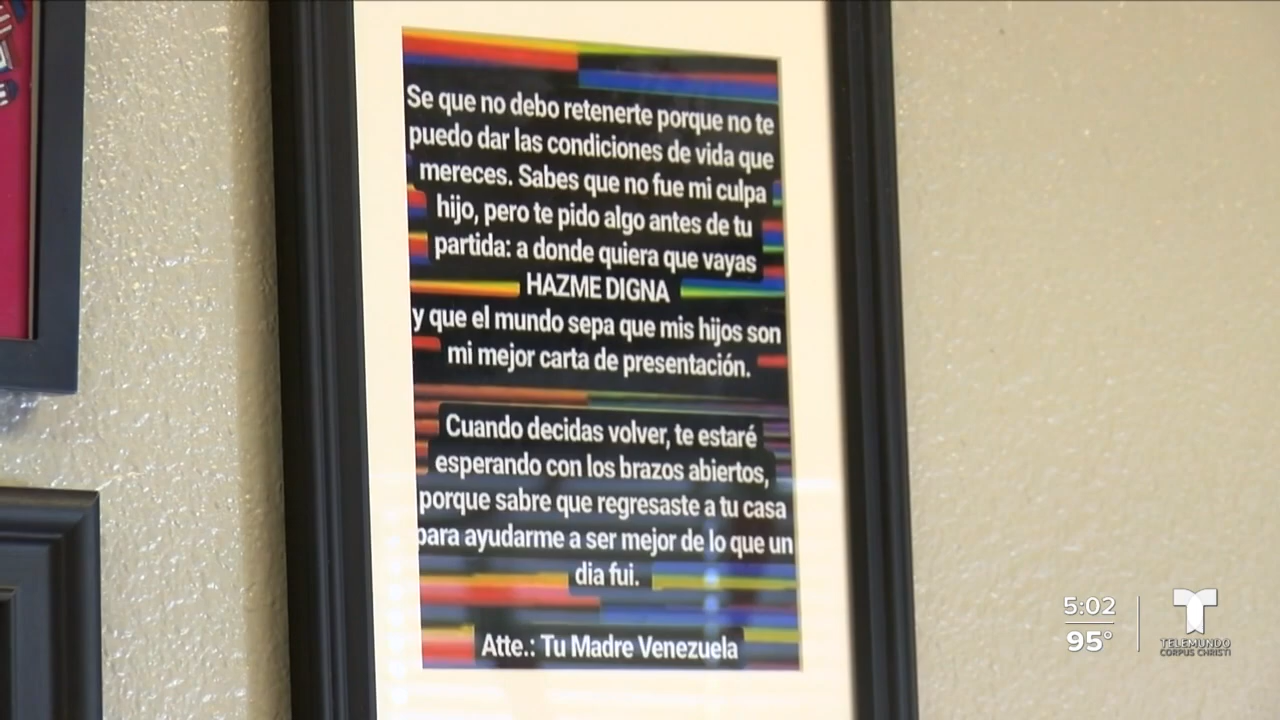 Se que no debo retenerte porque no te
puedo dar las condiciones de vida que
mereces. Sabes que no fue mi culpa
hijo, pero te pido algo antes de tu
partida: a donde quiera que vayas
HAZME DIGNA
y que el mundo sepa que mis hijos son
mi mejor carta de presentación.
Cuando decidas volver, te estaré
esperando con los brazos abiertos,
porque sabre que regresaste a tu casa
para ayudarme a ser mejor de lo que un
dia fui.
Atte.: Tu Madre Venezuela
5:02
95°
TELEMUNDO
CORPUS CHRISTI